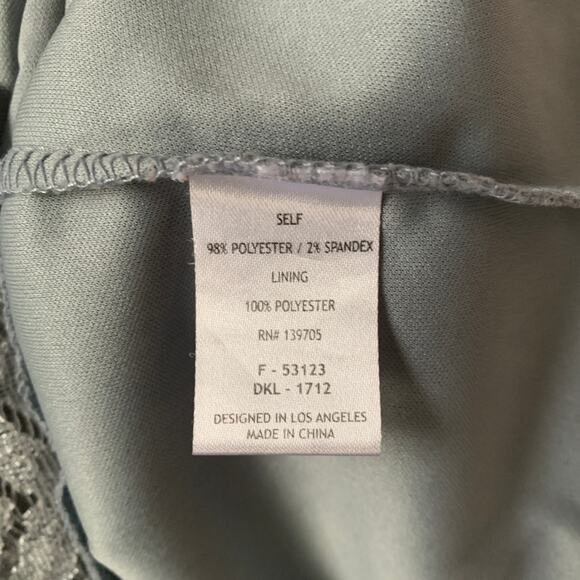 SELF
98% POLYESTER / 2% SPANDEX
LINING
100% POLYESTER
RN# 139705
F - 53123
DKL - 1712
DESIGNED IN LOS ANGELES
MADE IN CHINA